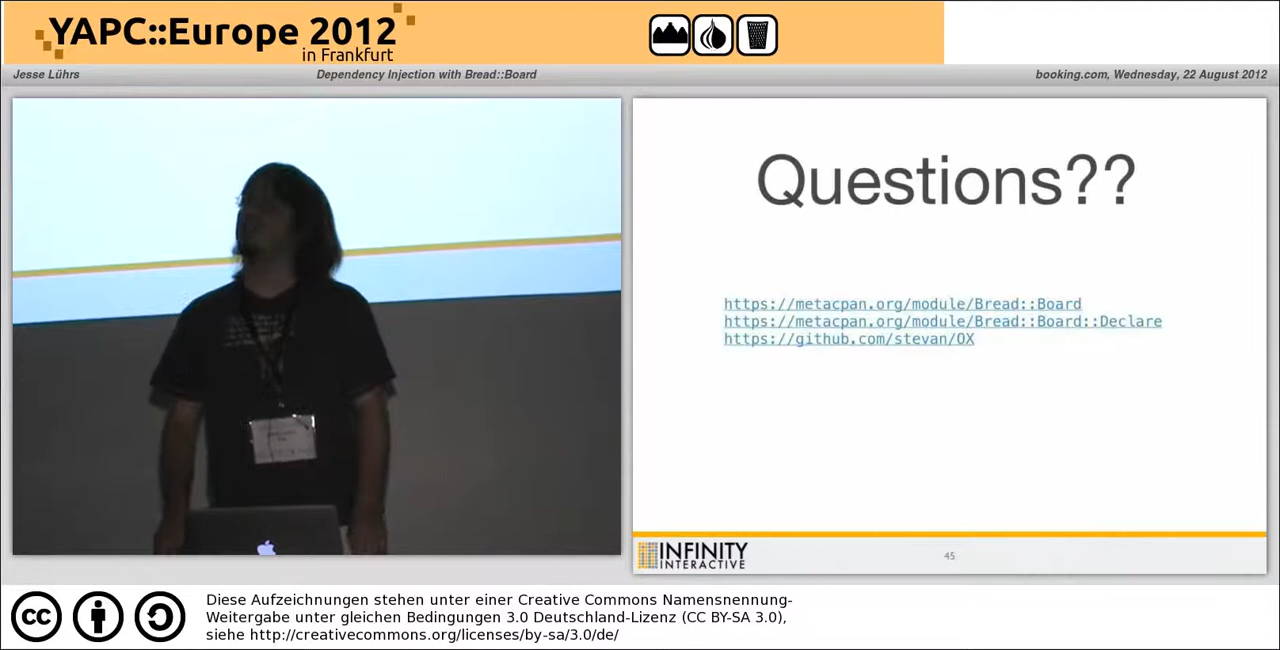 YAPC::Europe 2012
in Frankfurt
Jesse Lührs
Dependency Injection with Bread::Board
booking.com, Wednesday, 22 August 2012
Questions??
https://metacpan.org/module/Bread::Board
https://metacpan.org/module/Bread::Board::Declare
https://github.com/stevan/OX
INFINITY
INTERACTIVE
45
cc
Diese Aufzeichnungen stehen unter einer Creative Commons Namensnennung-
Weitergabe unter gleichen Bedingungen 3.0 Deutschland-Lizenz (CC BY-SA 3.0),
siehe http://creativecommons.org/licenses/by-sa/3.0/de/